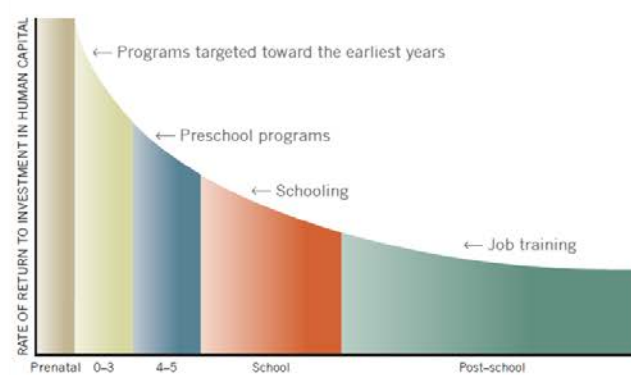 RATE OF RETURN TO INVESTMENT IN HUMAN CAPITAL
← Programs targeted toward the earliest years
← Preschool programs
← Schooling
← Job training
Prenatal 0–3 4–5 School Post-school